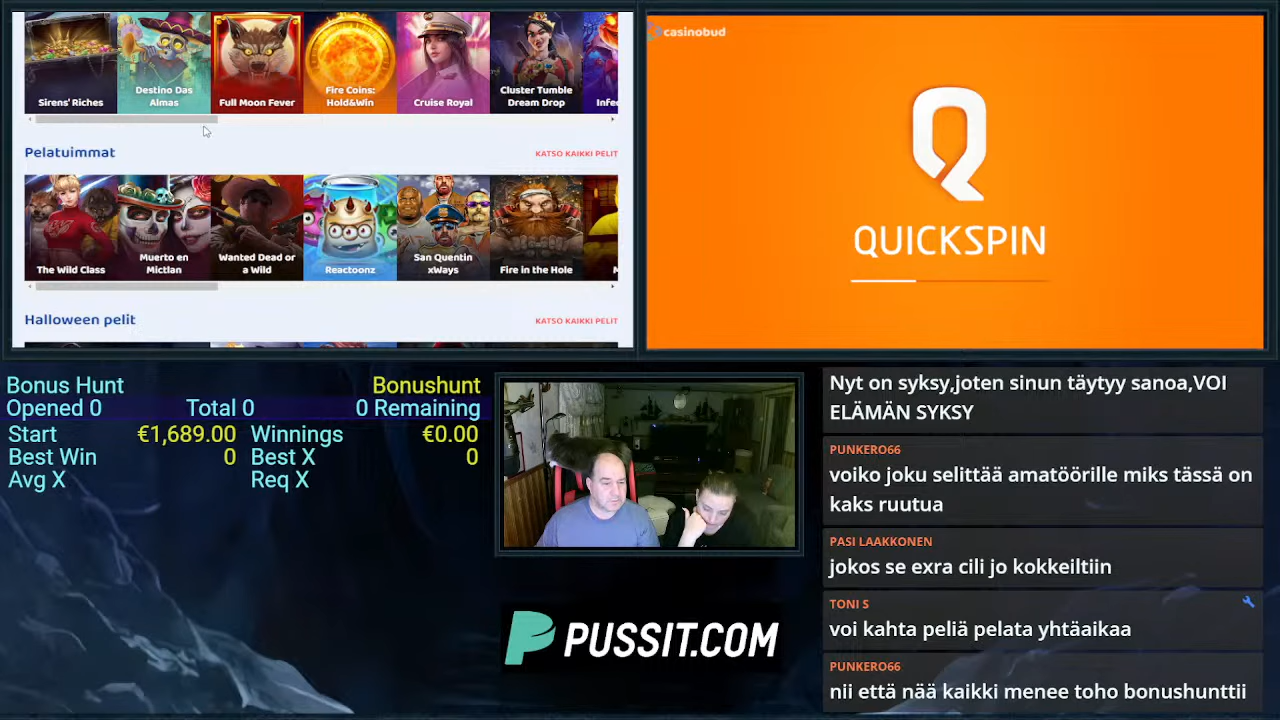 Sirens' Riches
Destino Das
Almas
Full Moon Fever
Fire Coins:
Hold&Win
Cruise Royal
Cluster Tumble
Dream Drop
Pelatuimmat
KATSO KAIKKI PELIT
The Wild Class
Muerto en
Mictlan
Wanted Dead or
a Wild
Reactoonz
San Quentin
xWays
Fire in the Hole
Halloween pelit
KATSO KAIKKI PELIT
casinobud
QUICKSPIN
Bonus Hunt
Bonushunt
Opened 0 Total 0 0 Remaining
Start €1,689.00 Winnings €0.00
Best Win 0 Best X 0
Avg X Req X
PUSSIT.COM
Nyt on syksy,joten sinun täytyy sanoa,VOI
ELÄMÄN SYKSY
PUNKERO66
voiko joku selittää amatöörille miks tässä on
kaks ruutua
PASI LAAKKONEN
jokos se exra cili jo kokkeiltiin
TONI S
voi kahta peliä pelata yhtäaikaa
PUNKERO66
nii että nää kaikki menee toho bonushunttii